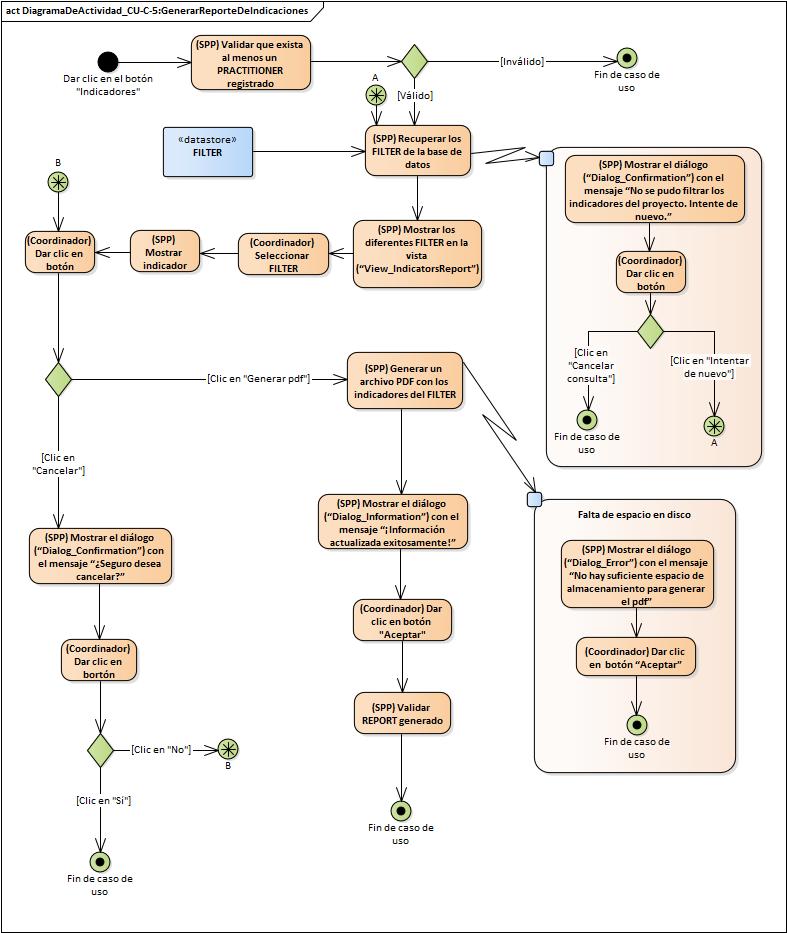 act DiagramaDeActividad_CU-C-5:GenerarReporteDeIndicaciones
Dar clic en el botón
"Indicadores"
(SPP) Validar que exista
al menos un
PRACTITIONER
registrado
[Inválido]
Fin de caso de
uso
A
[Válido]
«datastore»
FILTER
(SPP) Recuperar los
FILTER de la base de
datos
B
(Coordinador)
Dar clic en
botón
(SPP)
Mostrar
indicador
(Coordinador)
Seleccionar
FILTER
(SPP) Mostrar los
diferentes FILTER en la
vista
(“View_IndicatorsReport”)
(SPP) Mostrar el diálogo
(“Dialog_Confirmation”) con el
mensaje “No se pudo filtrar los
indicadores del proyecto. Intente de
nuevo.”
(Coordinador)
Dar clic en
botón
[Clic en
"Cancelar
consulta"]
[Clic en "Intentar
de nuevo"]
Fin de caso de
uso
A
[Clic en "Generar pdf"]
(SPP) Generar un
archivo PDF con los
indicadores del FILTER
[Clic en
"Cancelar"]
(SPP) Mostrar el diálogo
(“Dialog_Information”) con el
mensaje “¡Información
actualizada exitosamente!”
Falta de espacio en disco
(SPP) Mostrar el diálogo
(“Dialog_Error”) con el mensaje
“No hay suficiente espacio de
almacenamiento para generar
el pdf”
(SPP) Mostrar el diálogo
(“Dialog_Confirmation”) con
el mensaje “¿Seguro desea
cancelar?”
(Coordinador) Dar
clic en botón
"Aceptar"
(Coordinador) Dar clic
en botón “Aceptar”
(Coordinador)
Dar clic en
bortón
(SPP) Validar
REPORT generado
Fin de caso de
uso
[Clic en "No"]
B
[Clic en "Sí"]
Fin de caso de
uso
Fin de caso de
uso